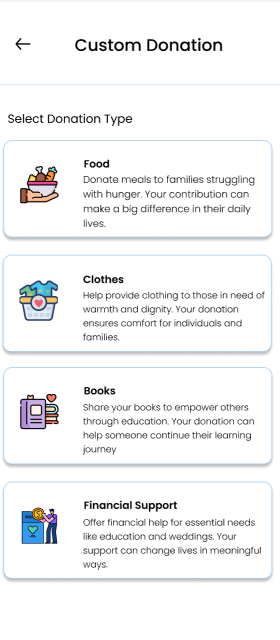 Custom Donation
Select Donation Type
Food
Donate meals to families struggling
with hunger. Your contribution can
make a big difference in their daily
lives.
Clothes
Help provide clothing to those in need of
warmth and dignity. Your donation
ensures comfort for individuals and
families.
Books
Share your books to empower others
through education. Your donation can
help someone continue their learning
journey
Financial Support
Offer financial help for essential needs
like education and weddings. Your
support can change lives in meaningful
ways.